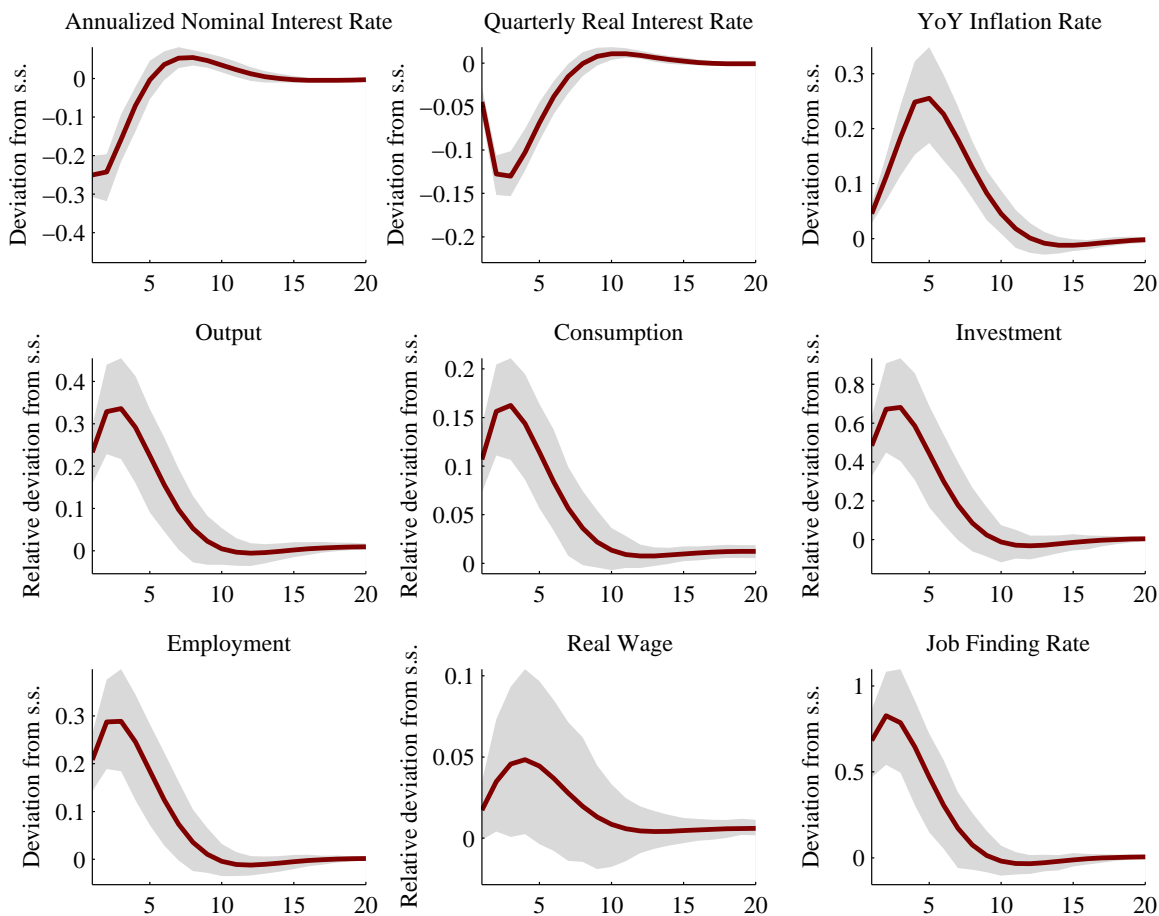 Annualized Nominal Interest Rate
Deviation from s.s.
0
−0.1
−0.2
−0.3
−0.4
5 10 15 20
Quarterly Real Interest Rate
Deviation from s.s.
0
−0.05
−0.1
−0.15
−0.2
5 10 15 20
YoY Inflation Rate
Deviation from s.s.
0.3
0.2
0.1
0
5 10 15 20
Output
Relative deviation from s.s.
0.4
0.3
0.2
0.1
0
5 10 15 20
Consumption
Relative deviation from s.s.
0.2
0.15
0.1
0.05
0
5 10 15 20
Investment
Relative deviation from s.s.
0.8
0.6
0.4
0.2
0
5 10 15 20
Employment
Deviation from s.s.
0.3
0.2
0.1
0
5 10 15 20
Real Wage
Relative deviation from s.s.
0.1
0.05
0
5 10 15 20
Job Finding Rate
Deviation from s.s.
1
0.5
0
5 10 15 20